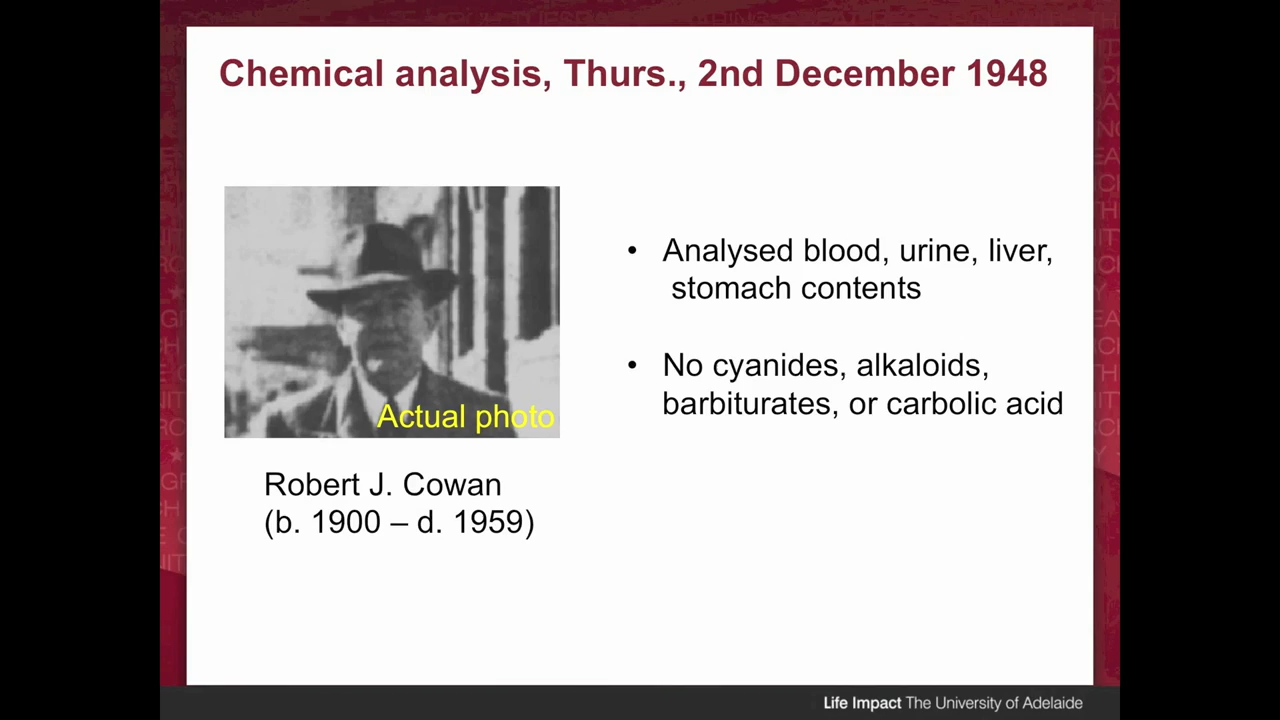 Chemical analysis, Thurs., 2nd December 1948
Actual photo
Robert J. Cowan
(b. 1900 – d. 1959)
• Analysed blood, urine, liver,
stomach contents
• No cyanides, alkaloids,
barbiturates, or carbolic acid
Life Impact The University of Adelaide